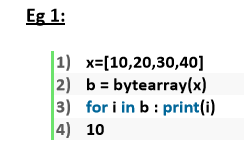 Eg 1:
1) x=[10,20,30,40]
2) b = bytearray(x)
3) for i in b : print(i)
4) 10